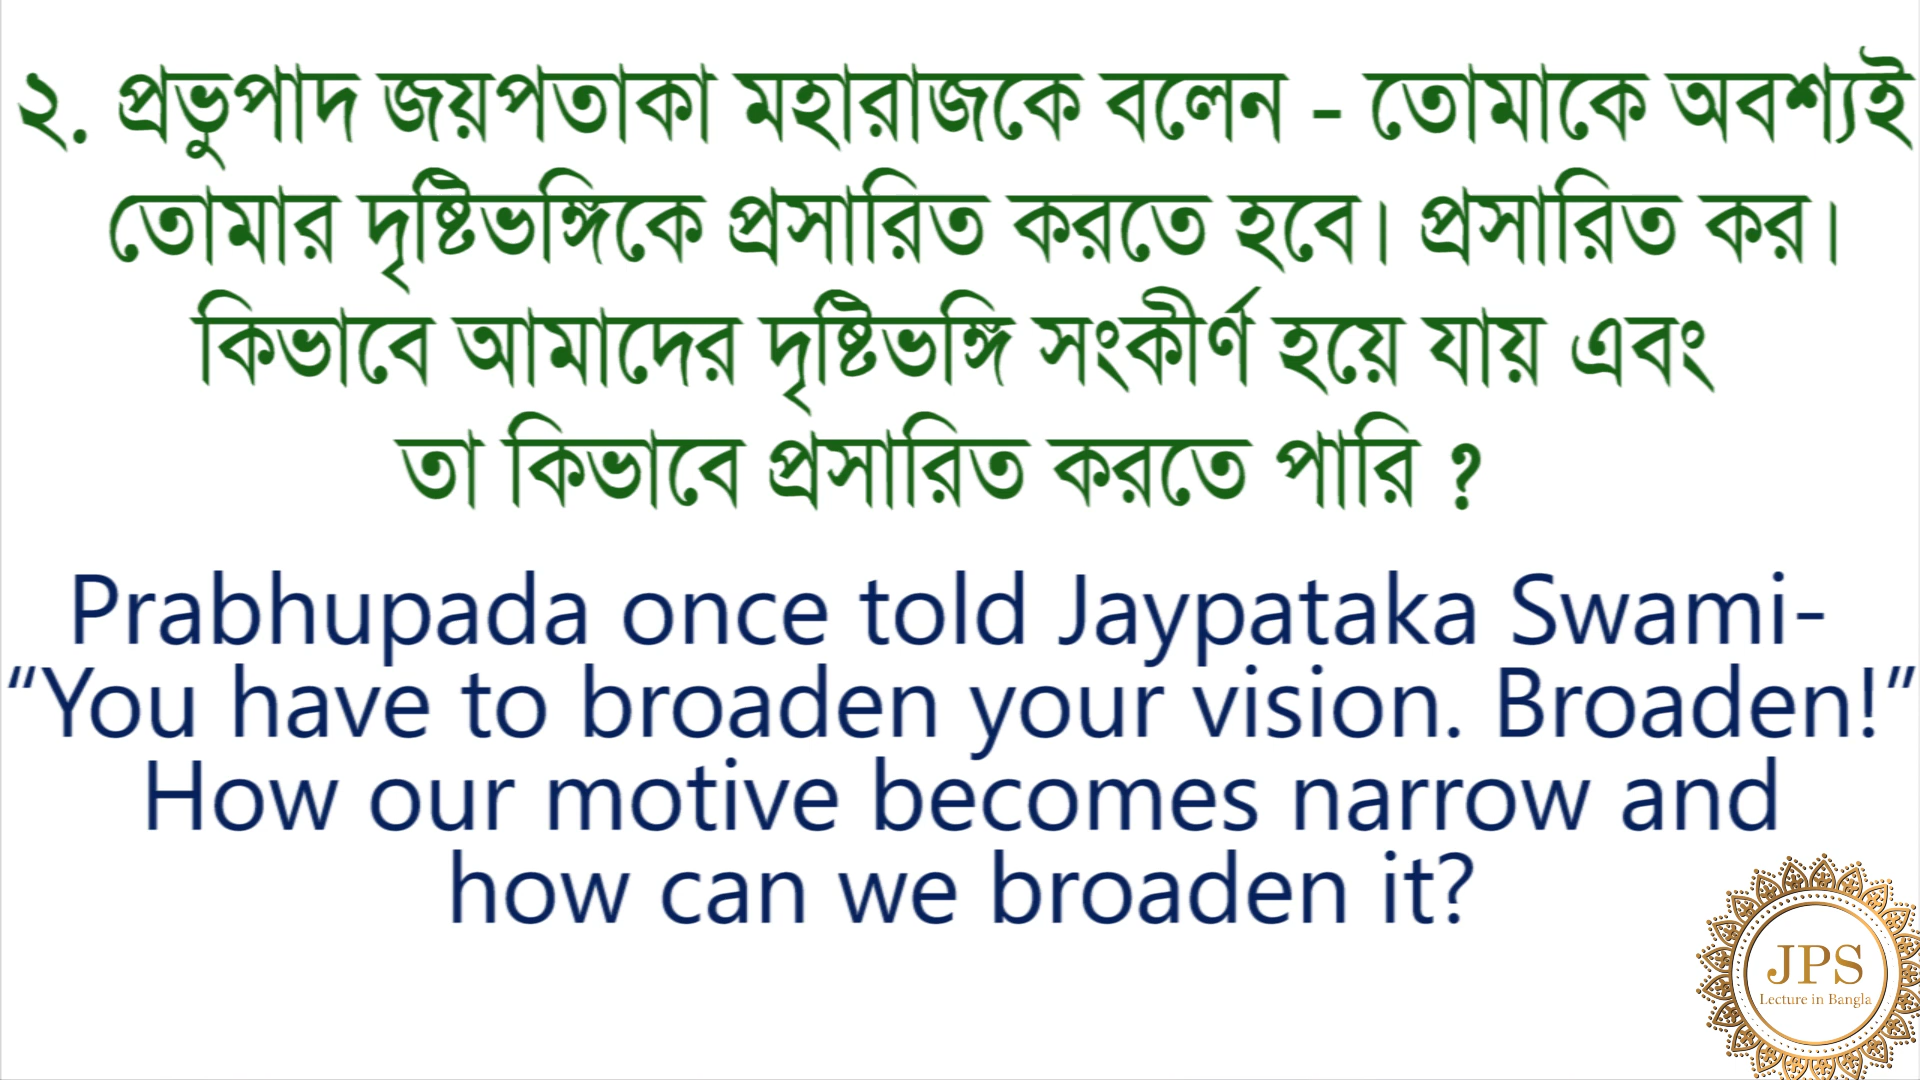 ২. প্রভুপাদ জয়পতাকা মহারাজকে বলেন - তোমাকে অবশ্যই
তোমার দৃষ্টিভঙ্গিকে প্রসারিত করতে হবে। প্রসারিত কর।
কিভাবে আমাদের দৃষ্টিভঙ্গি সংকীর্ণ হয়ে যায় এবং
তা কিভাবে প্রসারিত করতে পারি ?
Prabhupada once told Jaypataka Swami-
“You have to broaden your vision. Broaden!”
How our motive becomes narrow and
how can we broaden it?
JPS
Lecture in Bangla